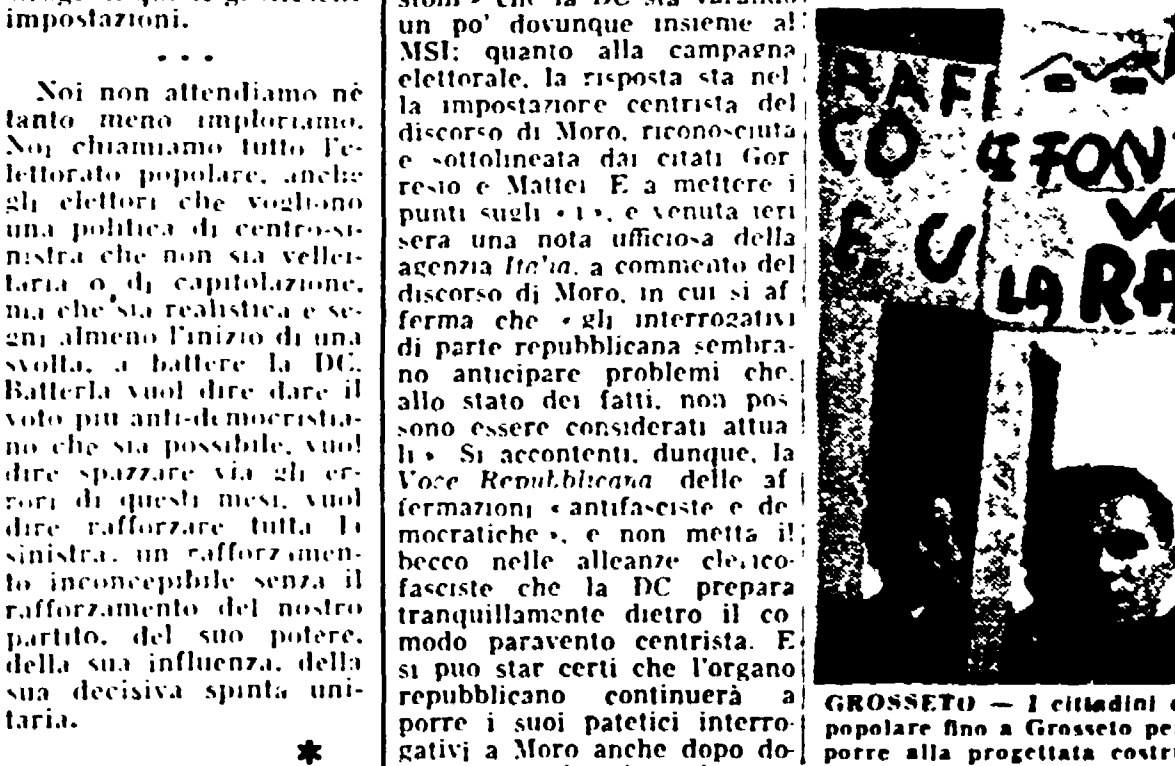 impostazioni.
• • •
Noi non attendiamo nè
tanto meno imploriamo.
Noi chiamiamo tutto l'e-
lettorato popolare, anche
gli elettori che vogliono
una politica di centro-si-
nistra che non sia vellei-
taria o di capitolazione,
ma che sia realistica e se-
gni almeno l'inizio di una
svolta, a battere la DC.
Batterla vuol dire dare il
voto più anti-democristia-
no che sia possibile, vuol
dire spazzare via gli er-
rori di questi mesi, vuol
dire rafforzare tutta la
sinistra, un rafforzamen-
to inconcepibile senza il
rafforzamento del nostro
partito, del suo potere,
della sua influenza, della
sua decisiva spinta uni-
taria.
*
che la DC sta varando
un po' dovunque insieme al
MSI; quanto alla campagna
elettorale, la risposta sta nel
la impostazione centrista del
discorso di Moro, riconosciuta
e sottolineata dai citati Gor
resio e Mattei E a mettere i
punti sugli « i », e venuta ieri
sera una nota ufficiosa della
agenzia Italia, a commento del
discorso di Moro, in cui si af
ferma che « gli interrogativi
di parte repubblicana sembra-
no anticipare problemi che,
allo stato dei fatti, non pos
sono essere considerati attua
li » Si accontenti, dunque, la
Voce Repubblicana delle af
fermazioni « antifasciste e de
mocratiche », e non metta il
becco nelle alleanze clerico-
fasciste che la DC prepara
tranquillamente dietro il co
modo paravento centrista. E
si puo star certi che l'organo
repubblicano continuerà a
porre i suoi patetici interro-
gativi a Moro anche dopo do-
RAF
CO
E U
E FON
VO
LA RA
GROSSETO — I cittadini
popolare fino a Grosseto pe
porre alla progettata costru